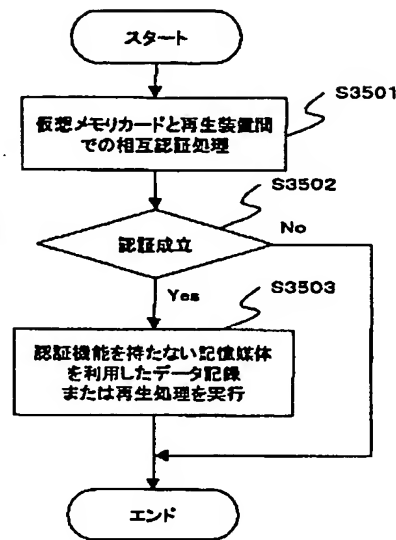 スタート
S3501
仮想メモリカードと再生装置間
での相互認証処理
S3502
認証成立
No
Yes
S3503
認証機能を持たない記憶媒体
を利用したデータ記録
または再生処理を実行
エンド